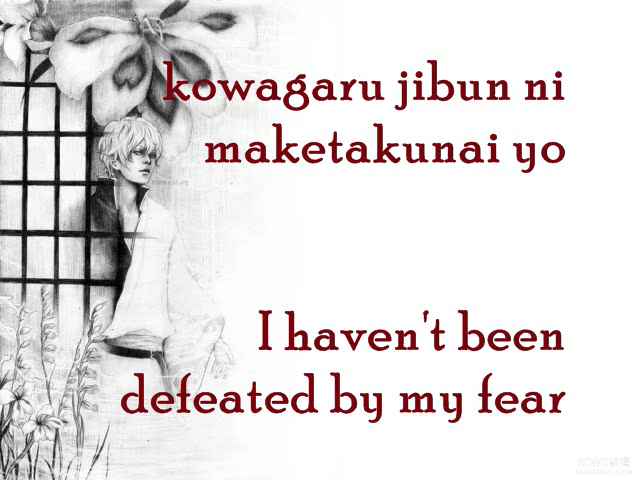 kowagaru jibun ni
maketakunai yo
I haven't been
defeated by my fear